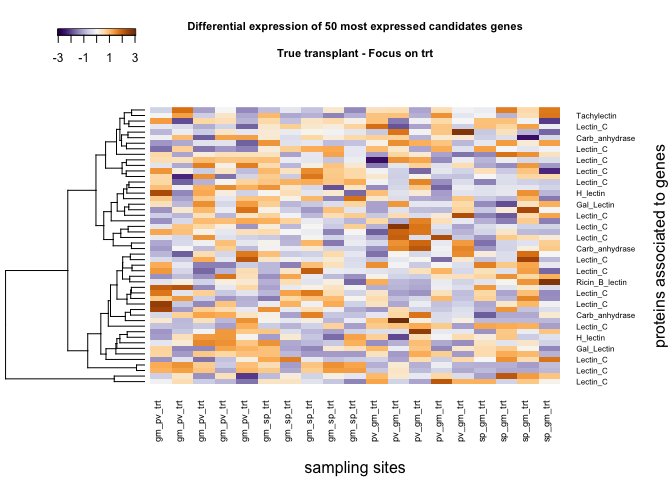 Differential expression of 50 most expressed candidates genes
True transplant - Focus on trt
-3 -1 1 3
Tachylectin
Lectin_C
Carb_anhydrase
Lectin_C
Lectin_C
Lectin_C
Lectin_C
H_lectin
Gal_Lectin
Lectin_C
Lectin_C
Lectin_C
Carb_anhydrase
Lectin_C
Lectin_C
Ricin_B_lectin
Lectin_C
Lectin_C
Carb_anhydrase
Lectin_C
H_lectin
Gal_Lectin
Lectin_C
Lectin_C
Lectin_C
proteins associated to genes
gm_pv_trt
gm_pv_trt
gm_pv_trt
gm_pv_trt
gm_pv_trt
gm_sp_trt
gm_sp_trt
gm_sp_trt
gm_sp_trt
gm_sp_trt
pv_gm_trt
pv_gm_trt
pv_gm_trt
pv_gm_trt
pv_gm_trt
sp_gm_trt
sp_gm_trt
sp_gm_trt
sp_gm_trt
sampling sites